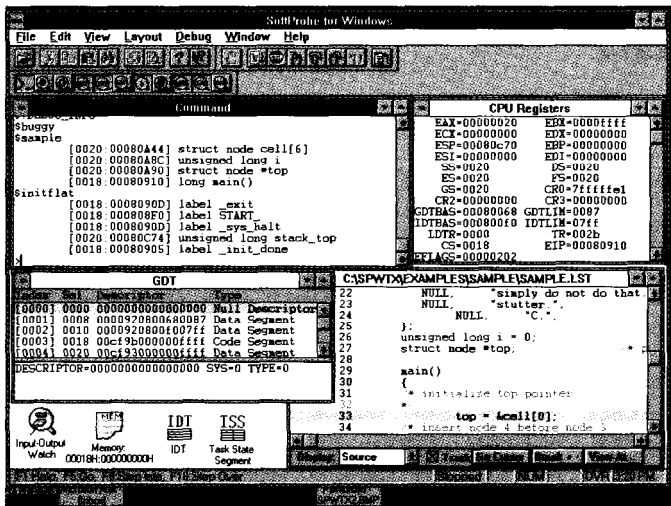 SoftProbe for Windows
File Edit View Layout Debug Window Help
Command
$buggy
$sample
[0020:00080A44] struct node cell[6]
[0020:00080A8C] unsigned long i
[0020:00080A90] struct node *top
[0018:00080910] long main()
$initflat
[0018:0008090D] label _exit
[0018:000808F0] label START_
[0018:0008090D] label _sys_halt
[0020:00080C74] unsigned long stack_top
[0018:00080905] label _init_done
>
CPU Registers
EAX=00000020 EBX=0000ffff
ECX=00000000 EDX=00000000
ESP=00080c70 EBP=00000000
ESI=00000000 EDI=00000000
SS=0020 DS=0020
ES=0020 FS=0020
GS=0020 CR0=7fffffe1
CR2=00000000 CR3=00000000
GDTBAS=00080068 GDTLIM=0087
IDTBAS=000800f0 IDTLIM=07ff
LDTR=0000 TR=002b
CS=0018 EIP=00080910
EFLAGS=00000202
GDT
Index Sel Descriptor Type
[0000] 0000 0000000000000000 Null Descriptor
[0001] 0008 0000920800680087 Data Segment
[0002] 0010 0000920800f007ff Data Segment
[0003] 0018 00cf9b000000ffff Code Segment
[0004] 0020 00cf93000000ffff Data Segment
DESCRIPTOR=0000000000000000 SYS=0 TYPE=0
C:\SPWTX\EXAMPLES\SAMPLE\SAMPLE.LST
22 NULL, "simply do not do that.
23 NULL, "stutter.",
24 NULL, "C.",
25 };
26 unsigned long i = 0;
27 struct node *top; /* p
28
29 main()
30 {
31 /* initialize top pointer
32 *
33 top = &cell[0];
34 /* insert node 4 before node 3
Source
Input-Output
Watch
MEM
Memory:
00018H:00000000H
IDT
IDT
TSS
Task State
Segment